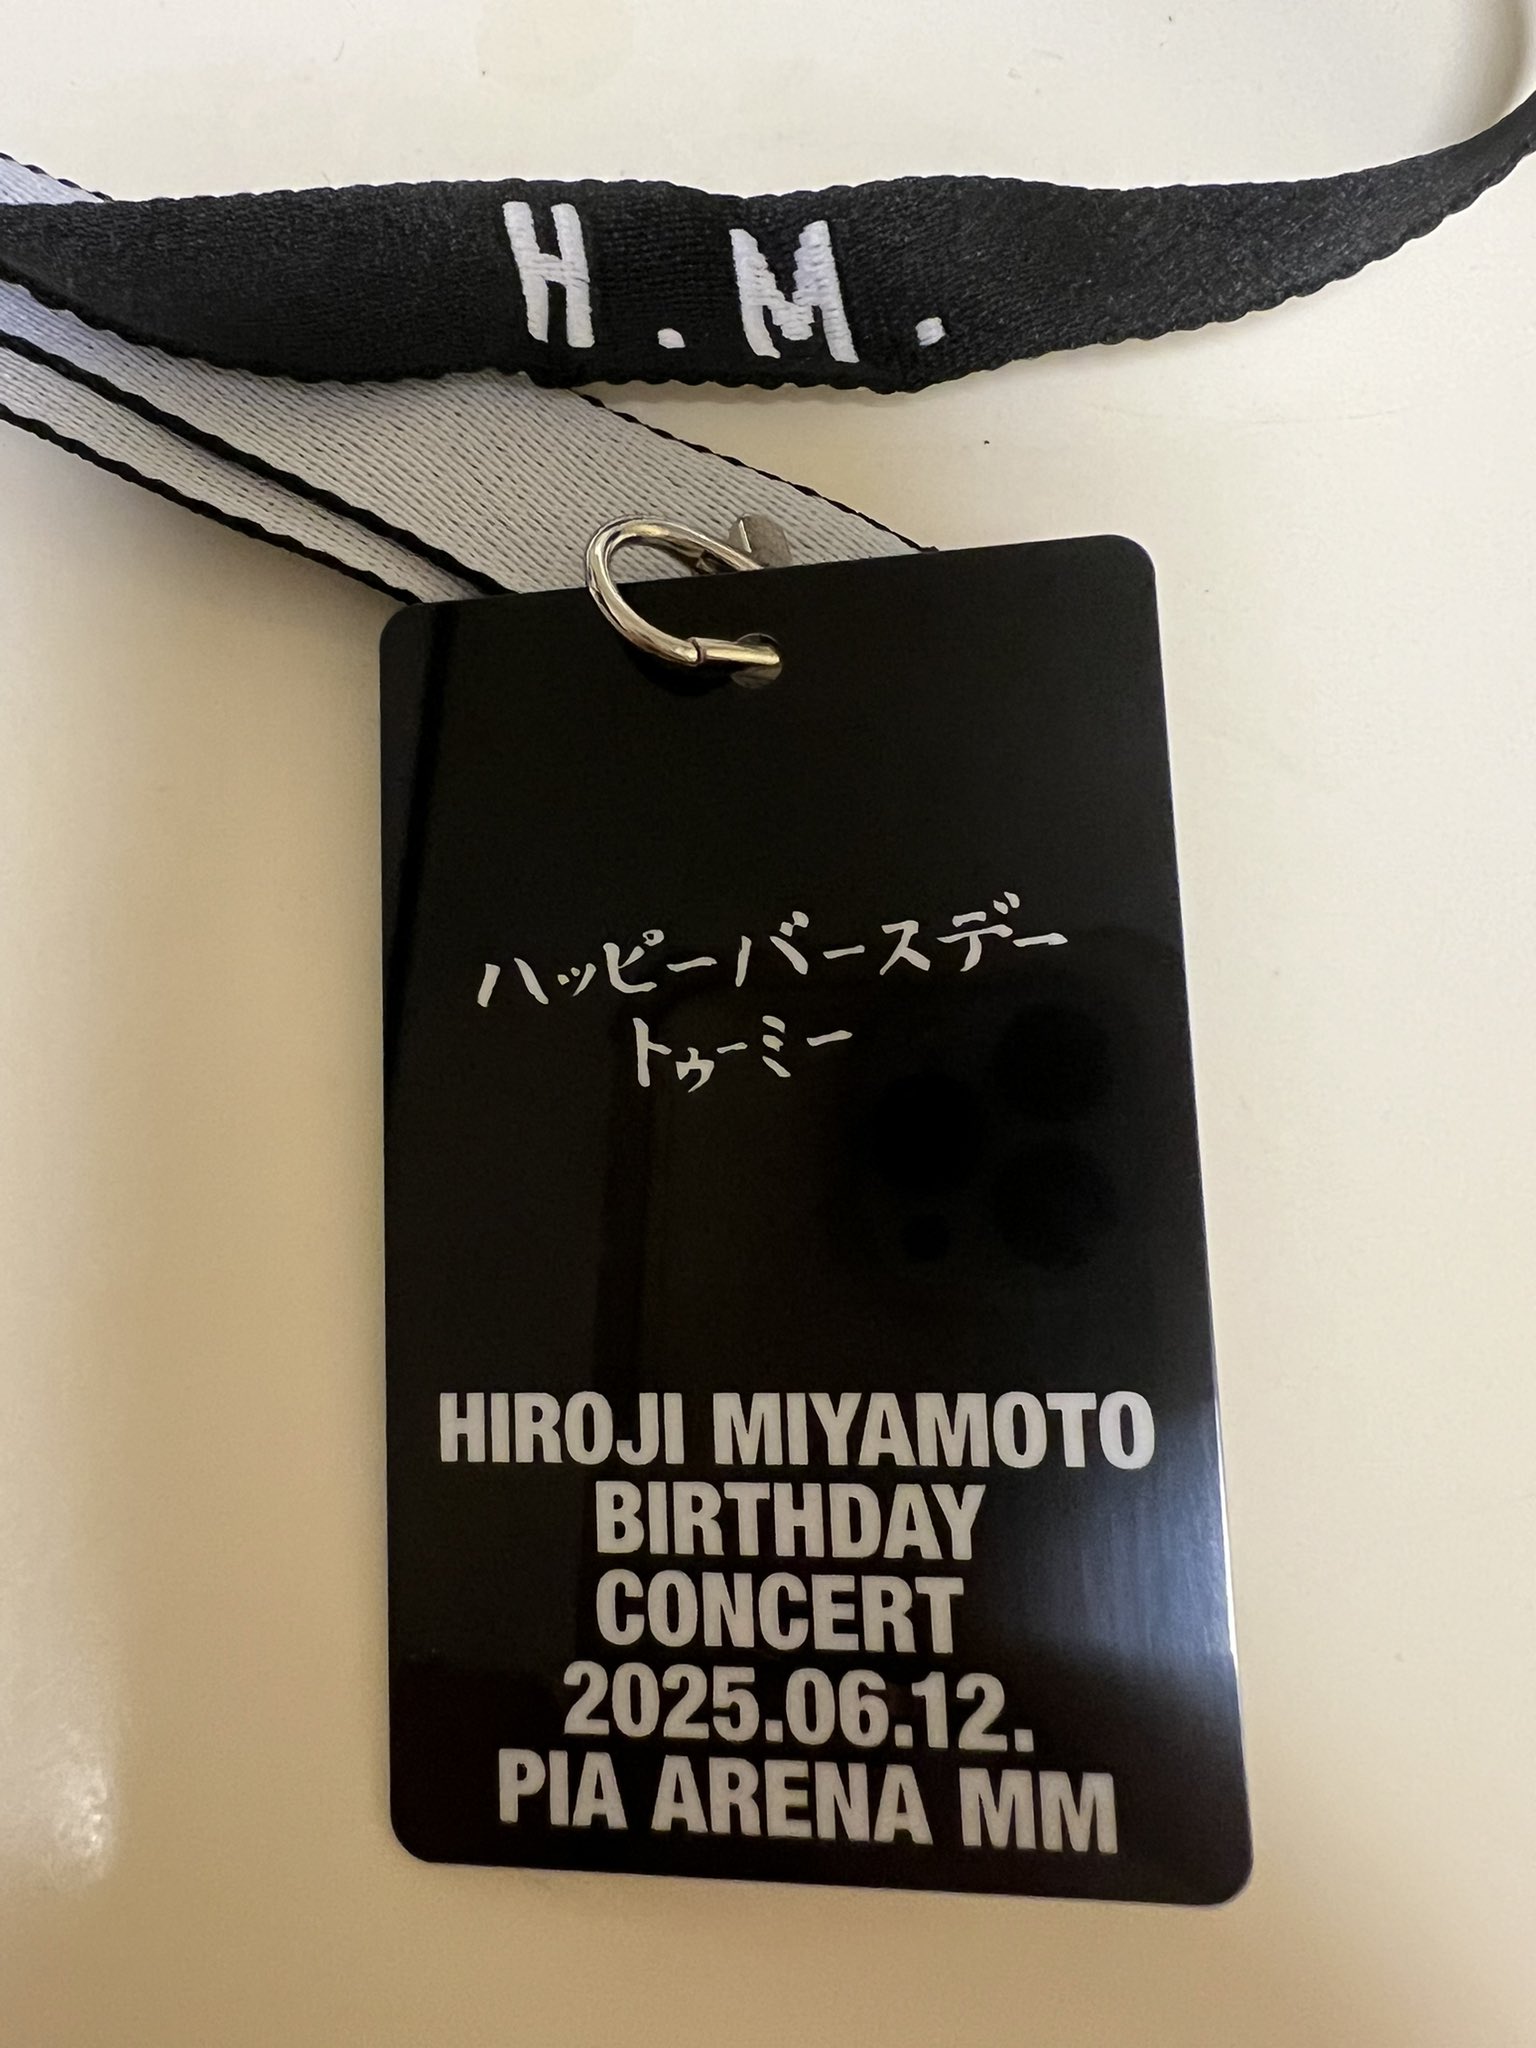 H.M.
ハッピーバースデー
トゥーミー
HIROJI MIYAMOTO
BIRTHDAY
CONCERT
2025.06.12.
PIA ARENA MM